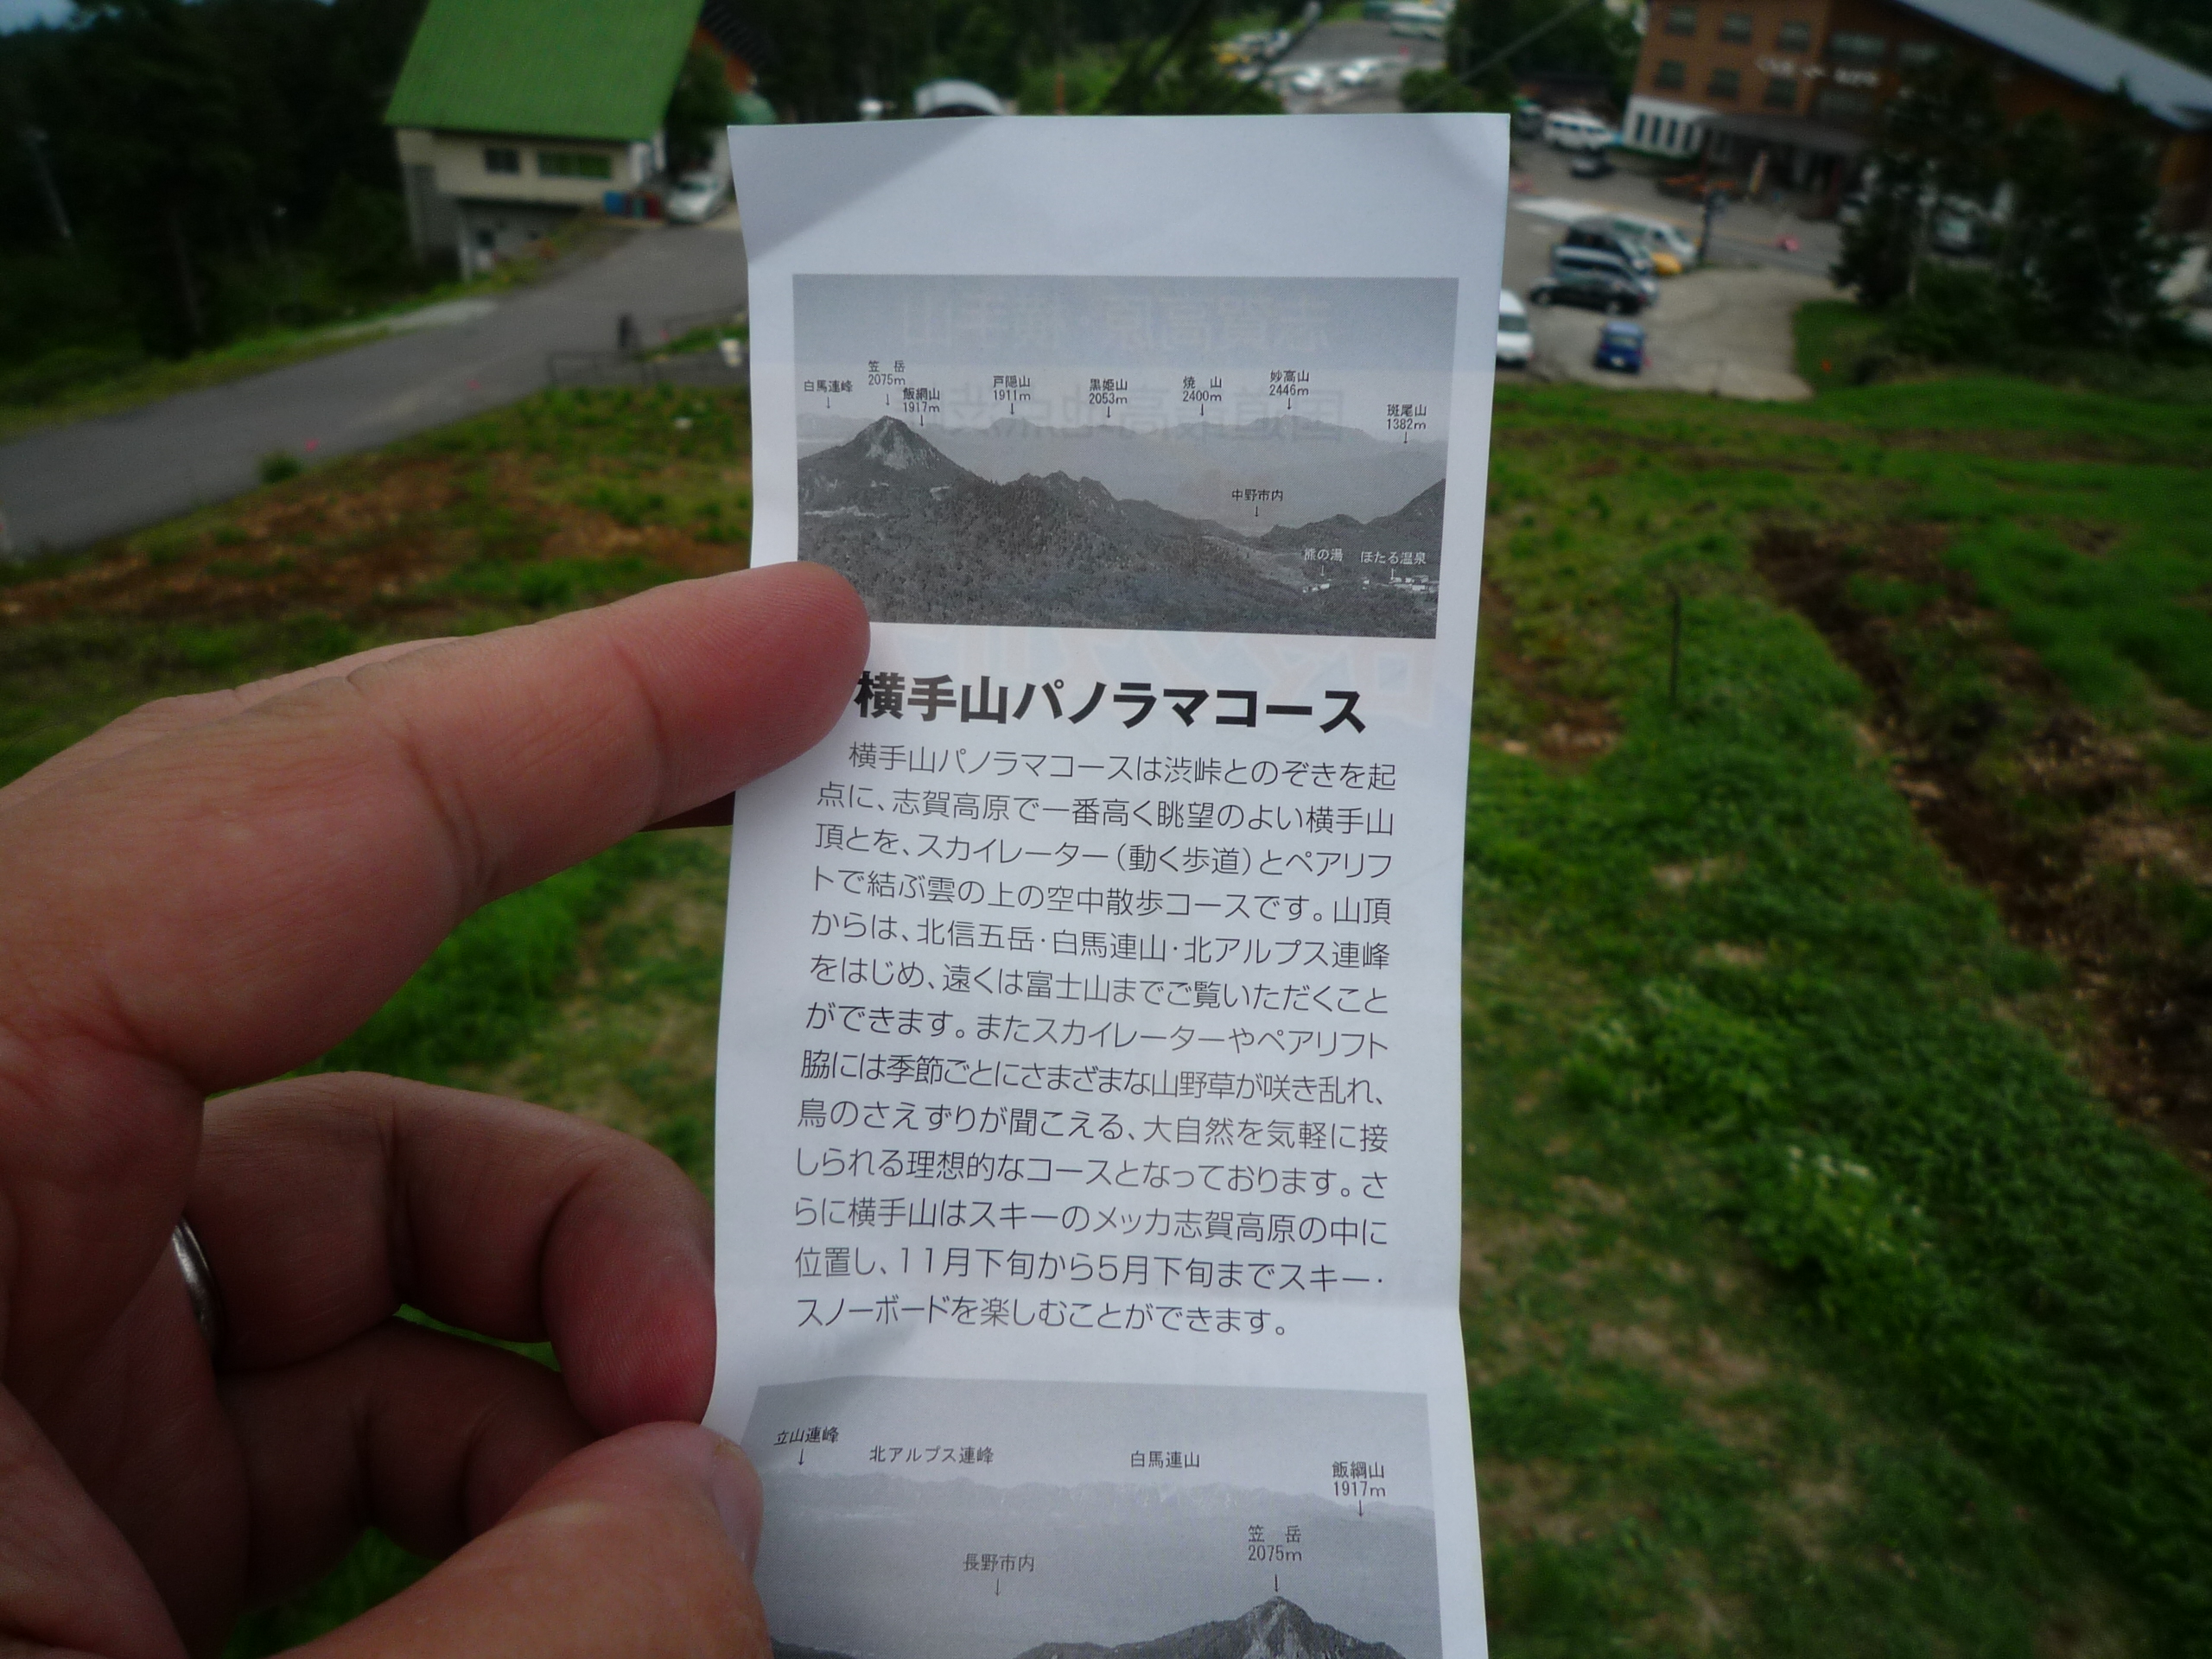 白馬連峰
笠 岳
2075m
飯綱山
1917m
戸隠山
1911m
黒姫山
2053m
焼 山
2400m
妙高山
2446m
斑尾山
1382m
中野市内
熊の湯
ほたる温泉
横手山パノラマコース
横手山パノラマコースは渋峠とのぞきを起
点に、志賀高原で一番高く眺望のよい横手山
頂とを、スカイレーター(動く歩道)とペアリフ
トで結ぶ雲の上の空中散歩コースです。山頂
からは、北信五岳・白馬連山・北アルプス連峰
をはじめ、遠くは富士山までご覧いただくこと
ができます。またスカイレーターやペアリフト
脇には季節ごとにさまざまな山野草が咲き乱れ、
鳥のさえずりが聞こえる、大自然を気軽に接
しられる理想的なコースとなっております。さ
らに横手山はスキーのメッカ志賀高原の中に
位置し、11月下旬から5月下旬までスキー・
スノーボードを楽しむことができます。
立山連峰
北アルプス連峰
白馬連山
飯綱山
1917m
笠 岳
2075m
長野市内